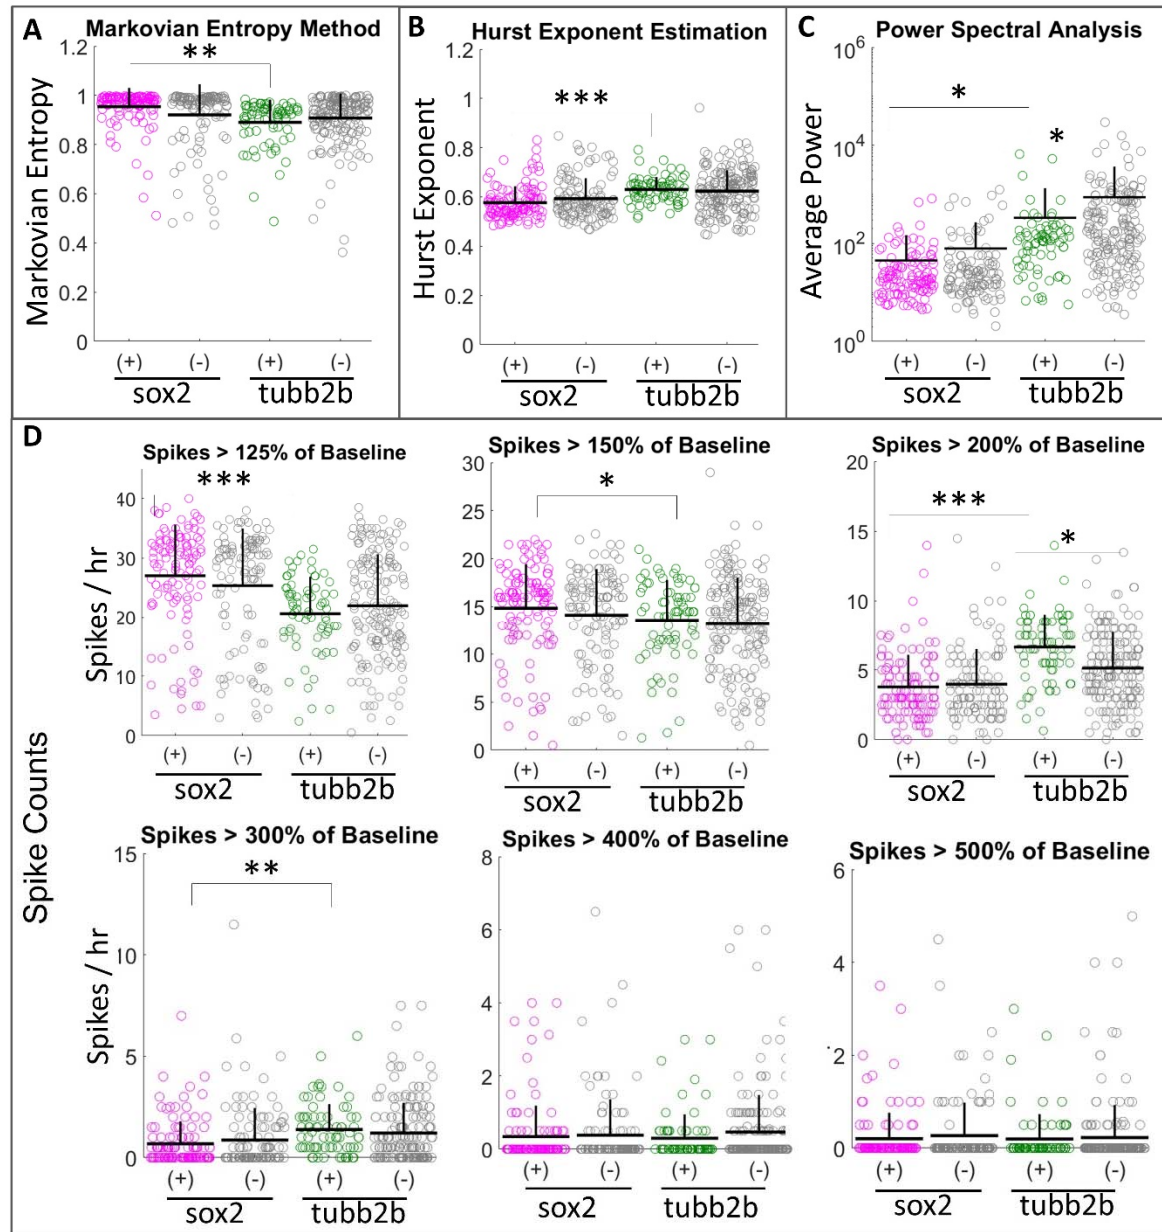 A
Markovian Entropy Method
**
1.2
1
0.8
0.6
0.4
0.2
0
Markovian Entropy
(+) (-) (+) (-)
sox2 tubb2b
B
Hurst Exponent Estimation
***
1.2
1
0.8
0.6
0.4
0.2
0
Hurst Exponent
(+) (-) (+) (-)
sox2 tubb2b
C
Power Spectral Analysis
*
*
10^6
10^4
10^2
10^0
Average Power
(+) (-) (+) (-)
sox2 tubb2b
D
Spike Counts
Spikes > 125% of Baseline
***
40
30
20
10
0
Spikes / hr
(+) (-) (+) (-)
sox2 tubb2b
Spikes > 150% of Baseline
*
30
25
20
15
10
5
0
(+) (-) (+) (-)
sox2 tubb2b
Spikes > 200% of Baseline
***
*
20
15
10
5
0
(+) (-) (+) (-)
sox2 tubb2b
Spikes > 300% of Baseline
**
15
10
5
0
Spikes / hr
(+) (-) (+) (-)
sox2 tubb2b
Spikes > 400% of Baseline
8
6
4
2
0
(+) (-) (+) (-)
sox2 tubb2b
Spikes > 500% of Baseline
6
4
2
0
(+) (-) (+) (-)
sox2 tubb2b